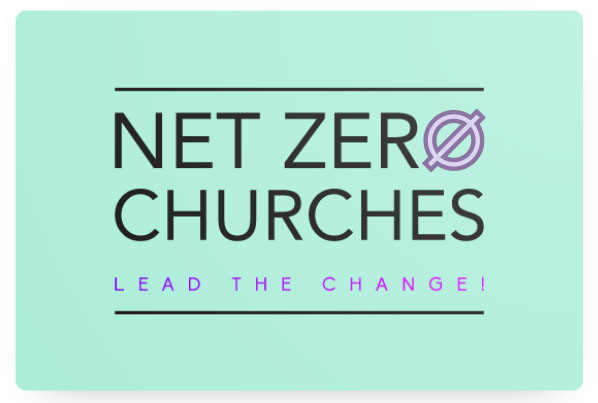 NET ZERØ
CHURCHES
LEAD THE CHANGE!